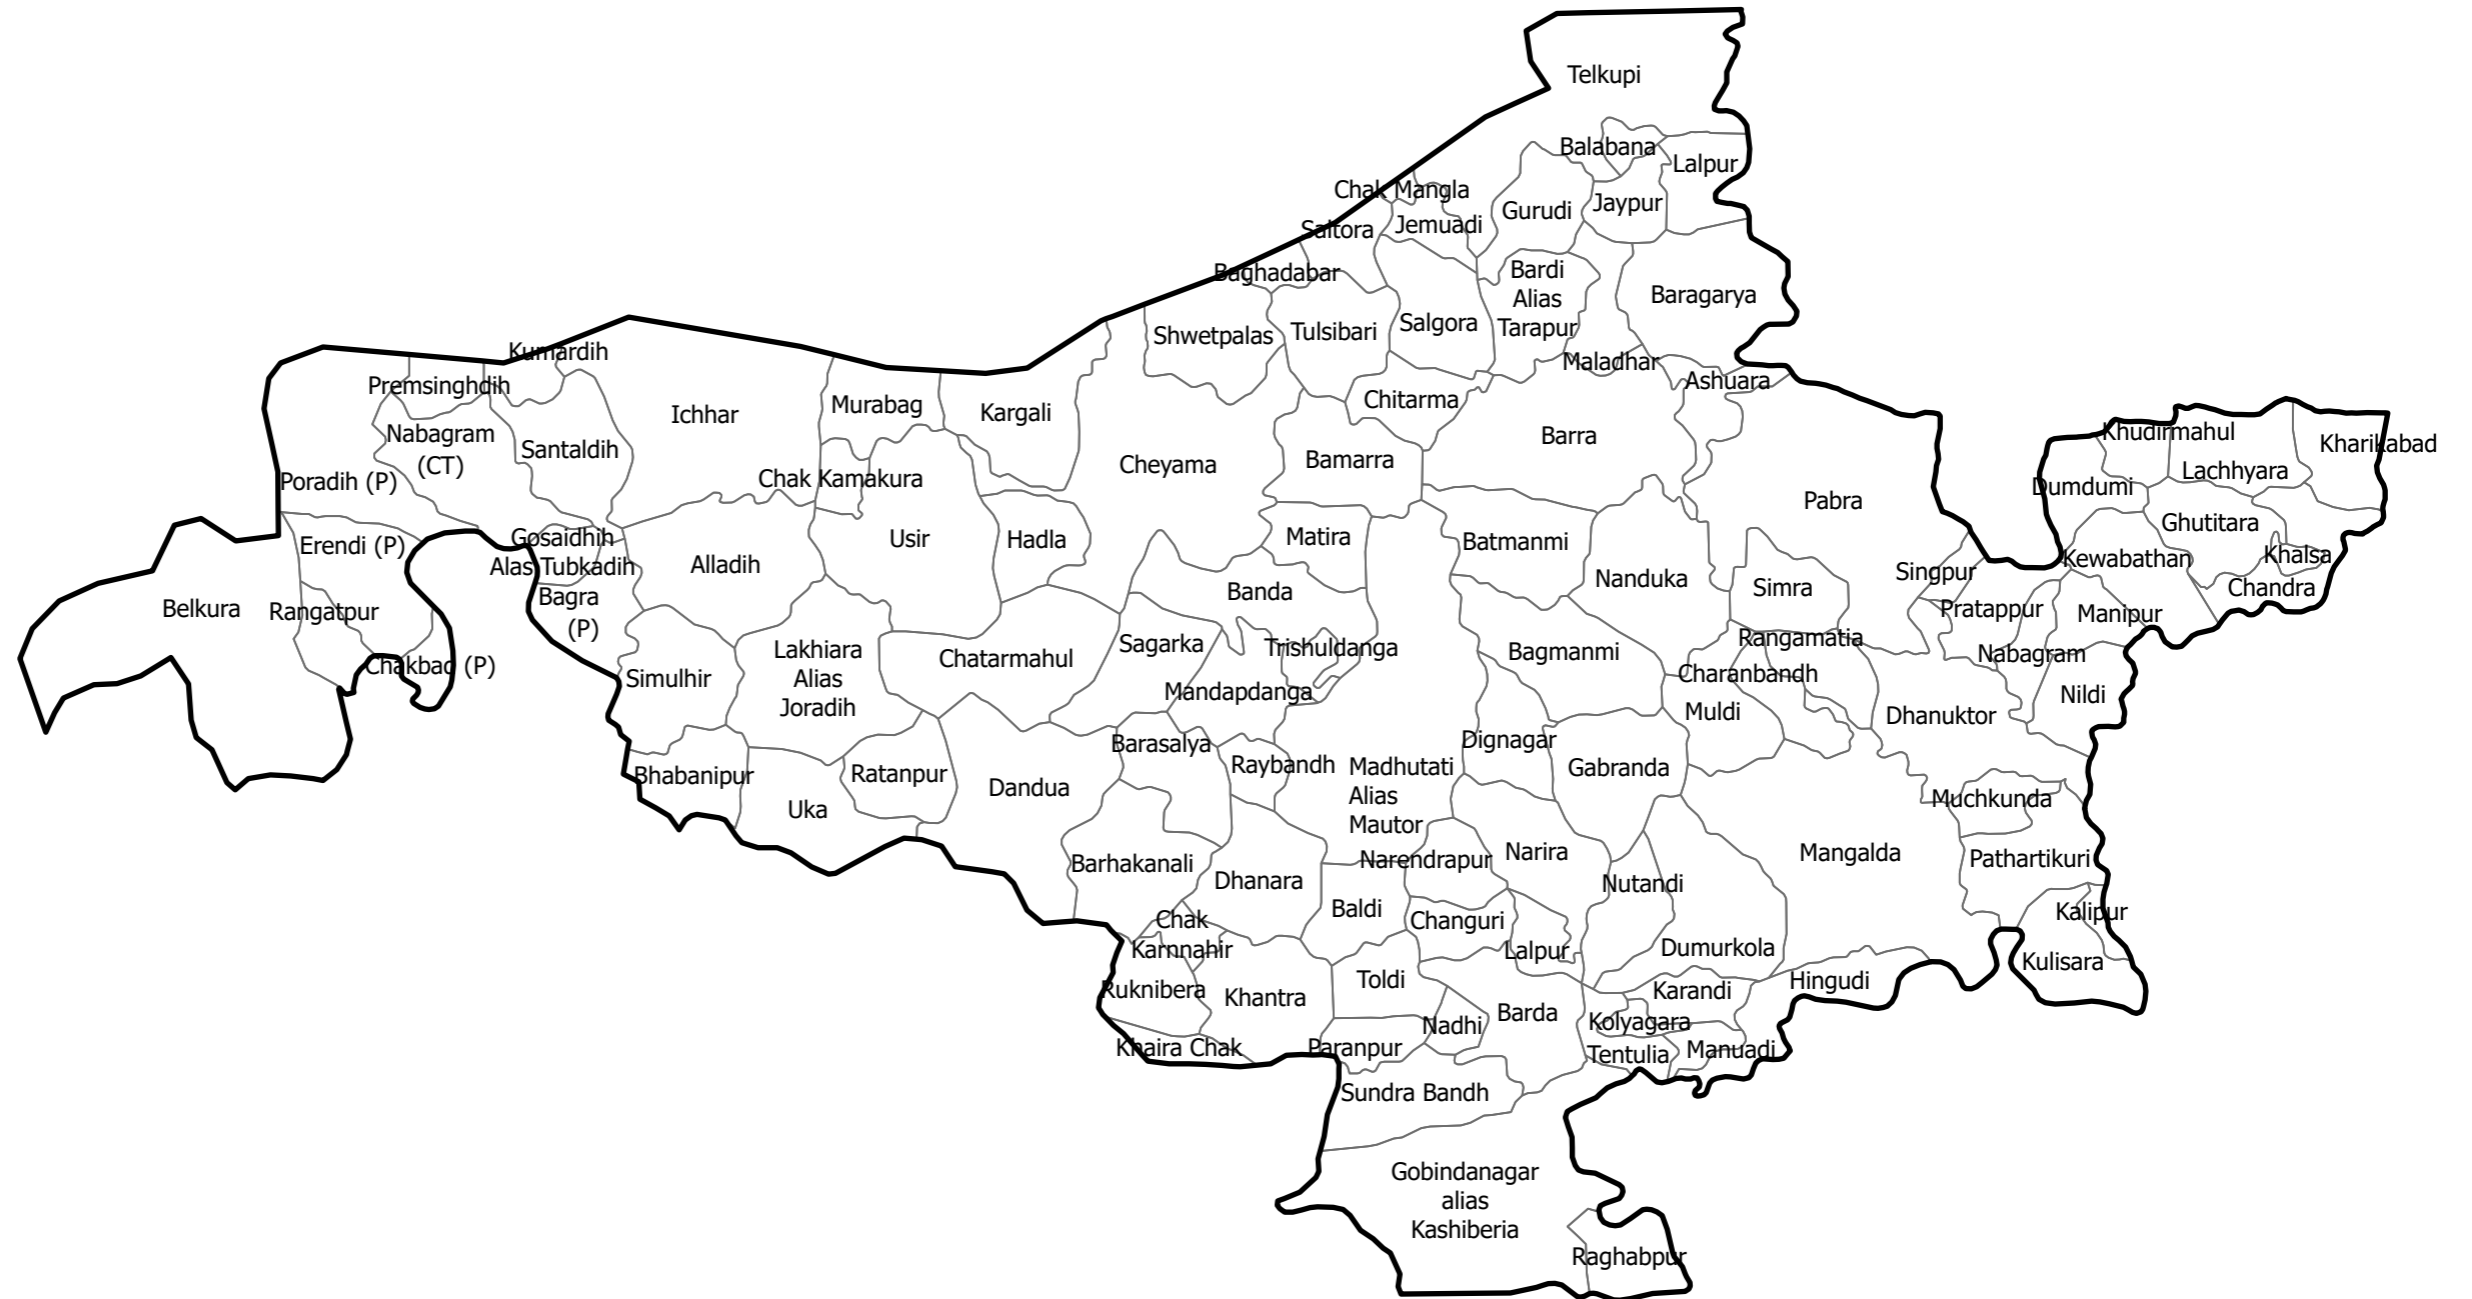 Telkupi
Balabana
Lalpur
Chak Mangla
Jaypur
Gurudi
Jemuadi
Saltora
Baghadabar
Bardi
Alias
Tarapur
Baragarya
Salgora
Tulsibari
Shwetpalas
Kumardih
Maladhar
Ashuara
Premsinghdih
Chitarma
Murabag
Kargali
Ichhar
Nabagram
(CT)
Santaldih
Barra
Khudirmahul
Kharikabad
Bamarra
Cheyama
Lachhyara
Chak Kamakura
Poradih (P)
Dumdumi
Pabra
Ghutitara
Gosaidhih
Matira
Usir
Hadla
Batmanmi
Erendi (P)
Khalsa
Kewabathan
Alas Tubkadih
Alladih
Singpur
Nanduka
Simra
Chandra
Banda
Bagra
(P)
Belkura
Rangatpur
Pratappur
Manipur
Rangamatia
Sagarka
Trishuldanga
Lakhiara
Alias
Joradih
Chatarmahul
Bagmanmi
Nabagram
Chakbad (P)
Charanbandh
Simulhir
Mandapdanga
Nildi
Muldi
Dhanuktor
Dignagar
Barasalya
Raybandh
Madhutati
Alias
Mautor
Gabranda
Bhabanipur
Ratanpur
Dandua
Uka
Muchkunda
Narendrapur
Narira
Mangalda
Pathartikuri
Barhakanali
Dhanara
Nutandi
Baldi
Changuri
Kalipur
Chak
Karnnahir
Lalpur
Dumurkola
Kulisara
Toldi
Hingudi
Ruknibera
Khantra
Karandi
Barda
Nadhi
Kolyagara
Khaira Chak
Paranpur
Tentulia
Manuadi
Sundra Bandh
Gobindanagar
alias
Kashiberia
Raghabpur